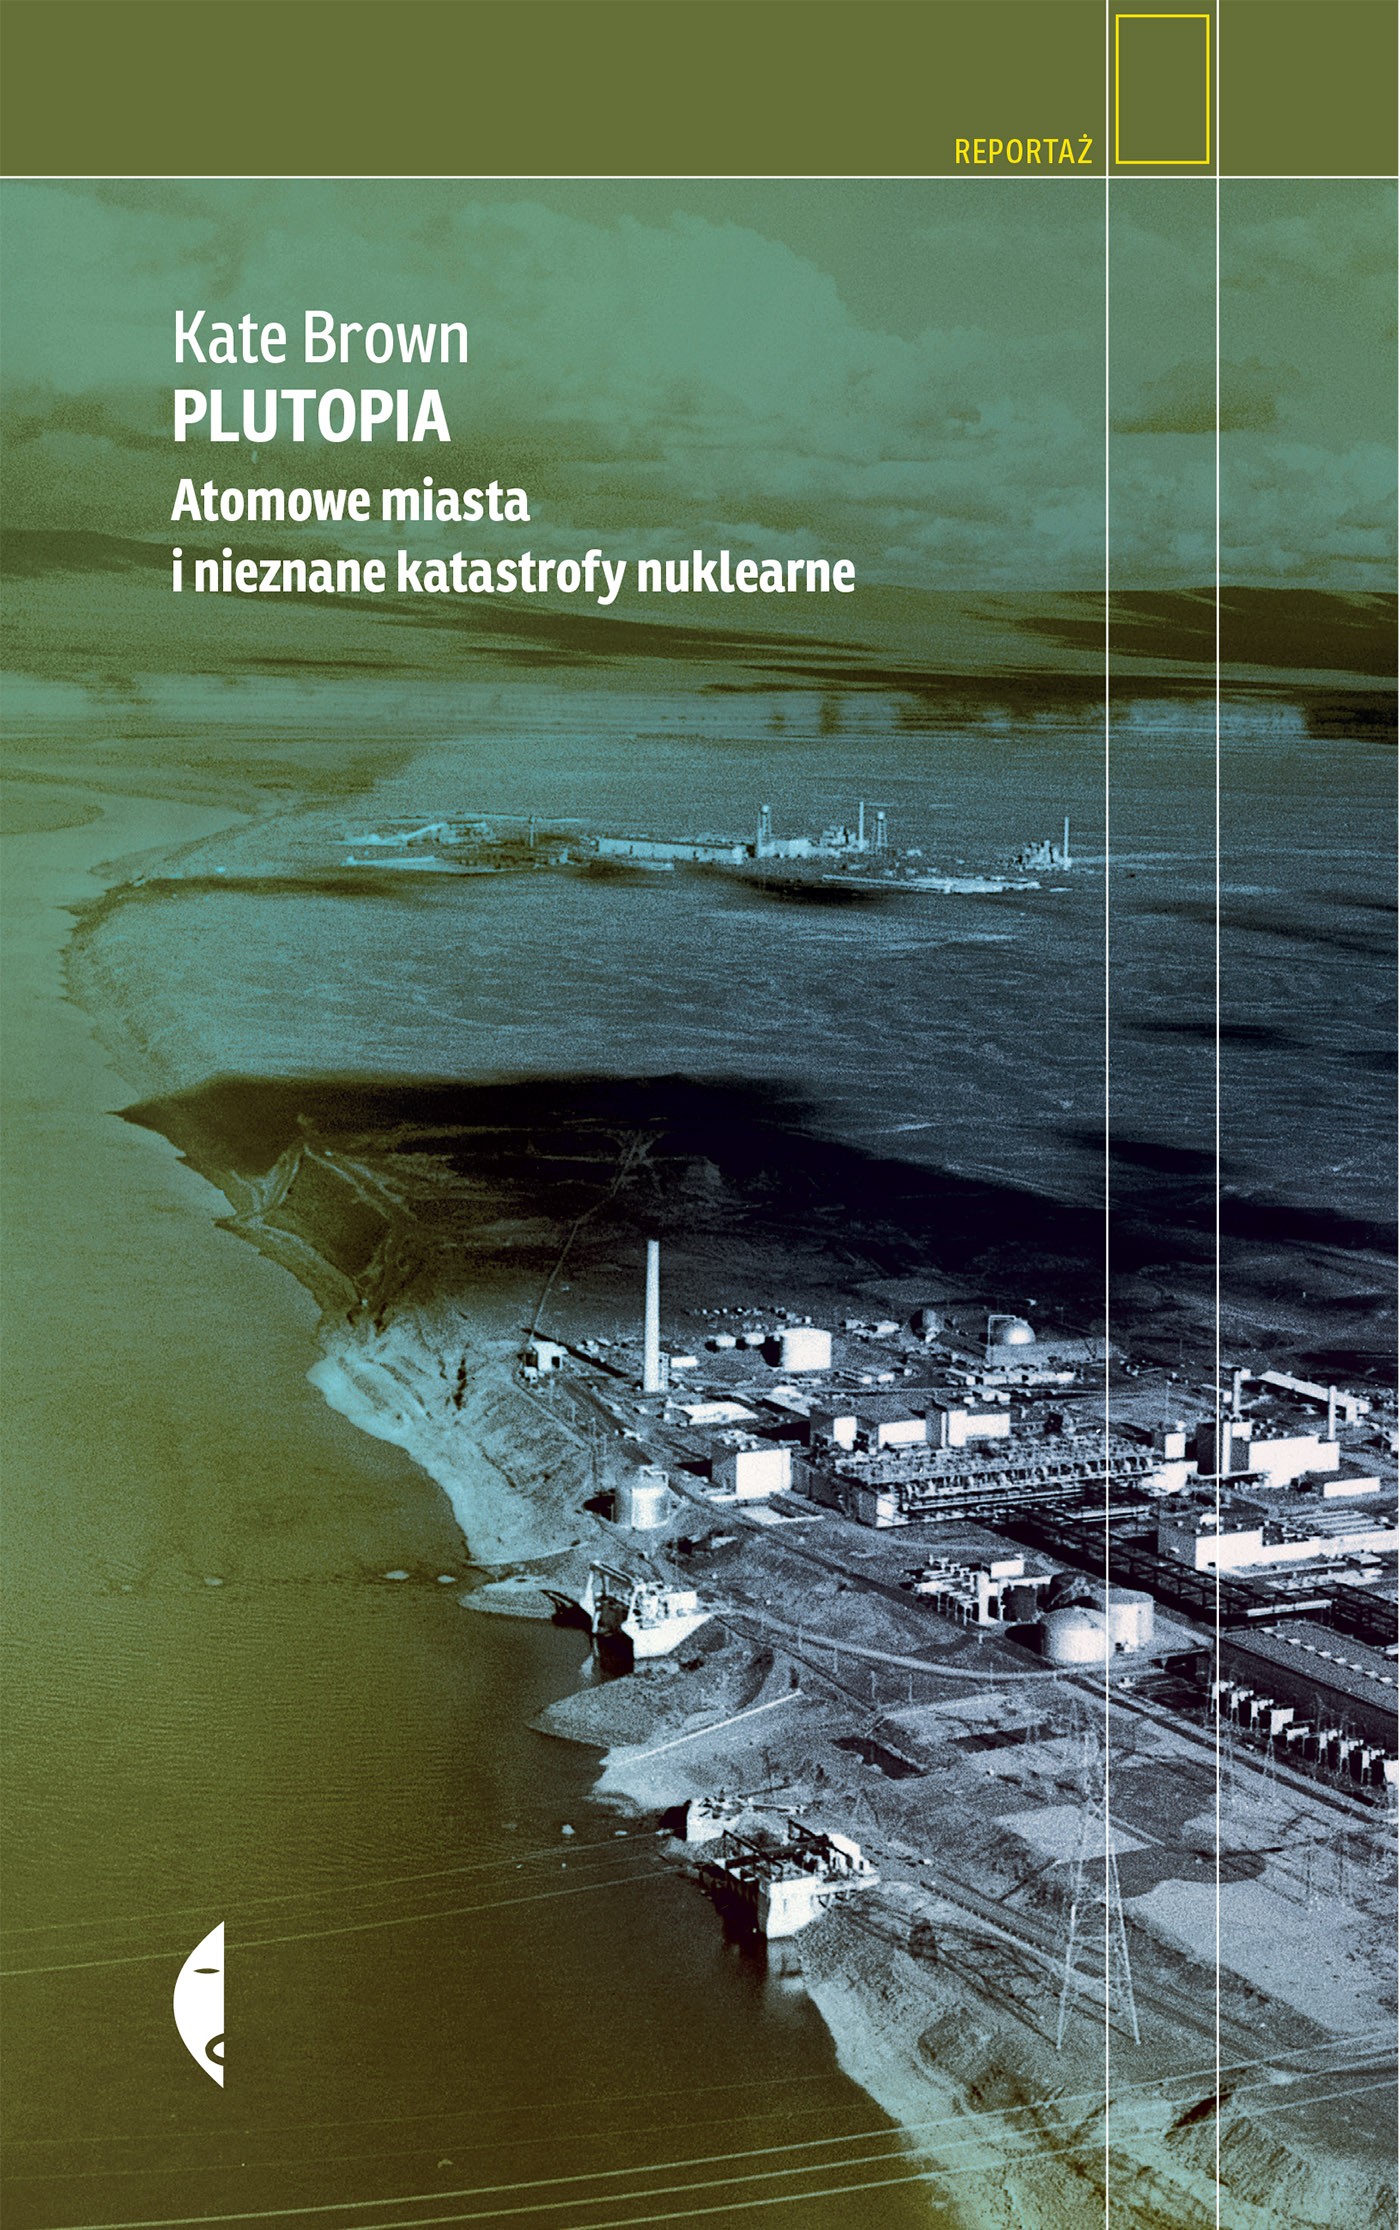 REPORTAŻ
Kate Brown
PLUTOPIA
Atomowe miasta
i nieznane katastrofy nuklearne